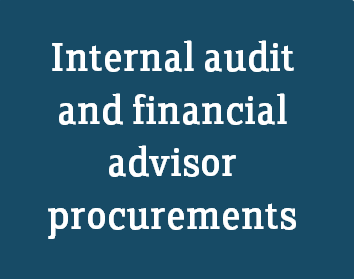 Internal audit
and financial
advisor
procurements